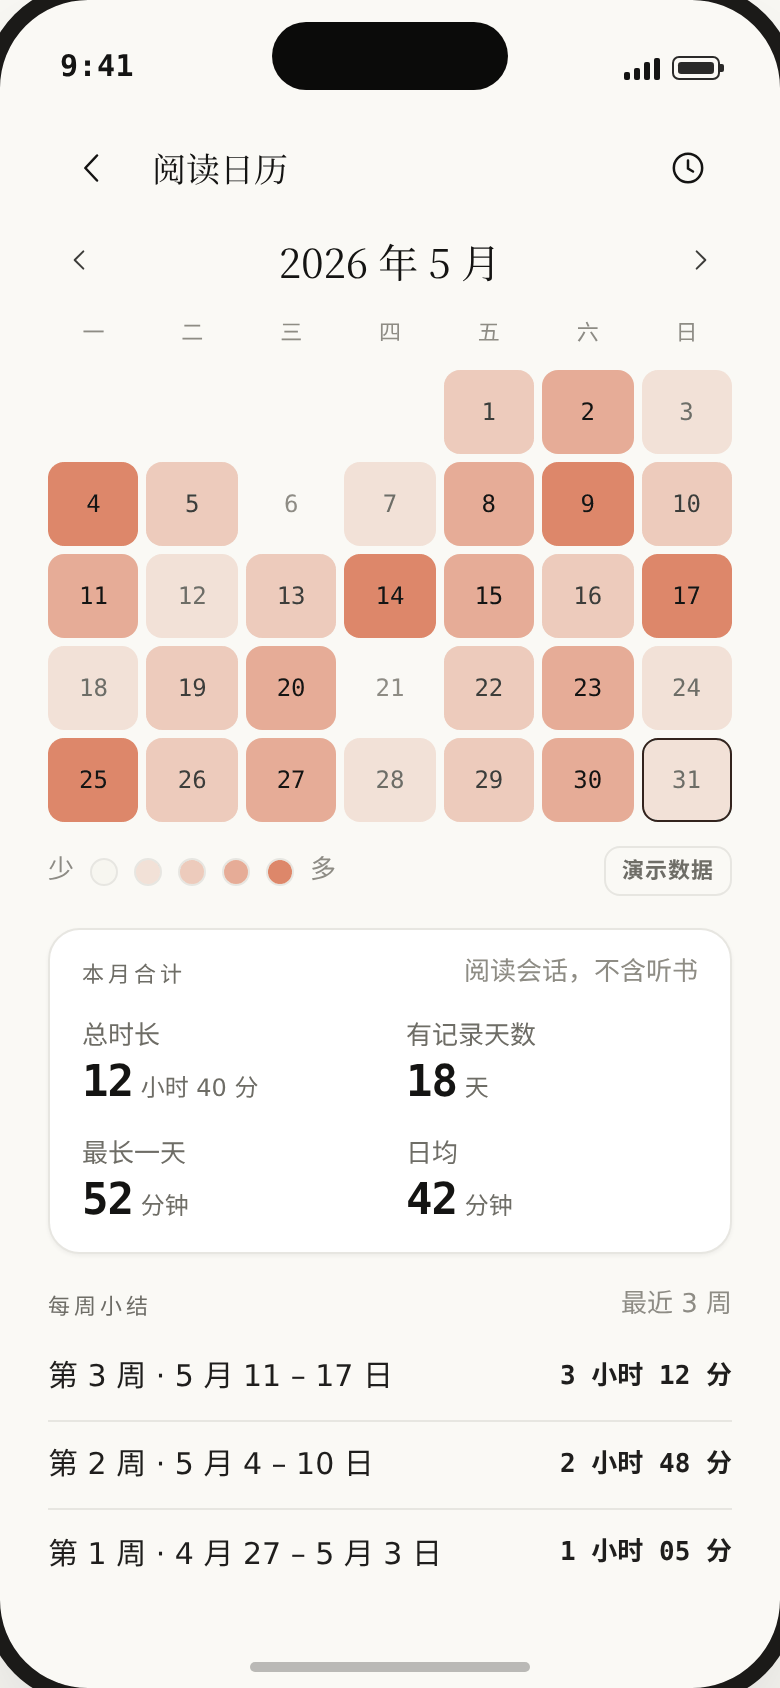 9:41
阅读日历
2026 年 5 月
一 二 三 四 五 六 日
1 2 3
4 5 6 7 8 9 10
11 12 13 14 15 16 17
18 19 20 21 22 23 24
25 26 27 28 29 30 31
少 多 演示数据
本月合计 阅读会话，不含听书
总时长 有记录天数
12 小时 40 分 18 天
最长一天 日均
52 分钟 42 分钟
每周小结 最近 3 周
第 3 周 · 5 月 11 – 17 日 3 小时 12 分
第 2 周 · 5 月 4 – 10 日 2 小时 48 分
第 1 周 · 4 月 27 – 5 月 3 日 1 小时 05 分